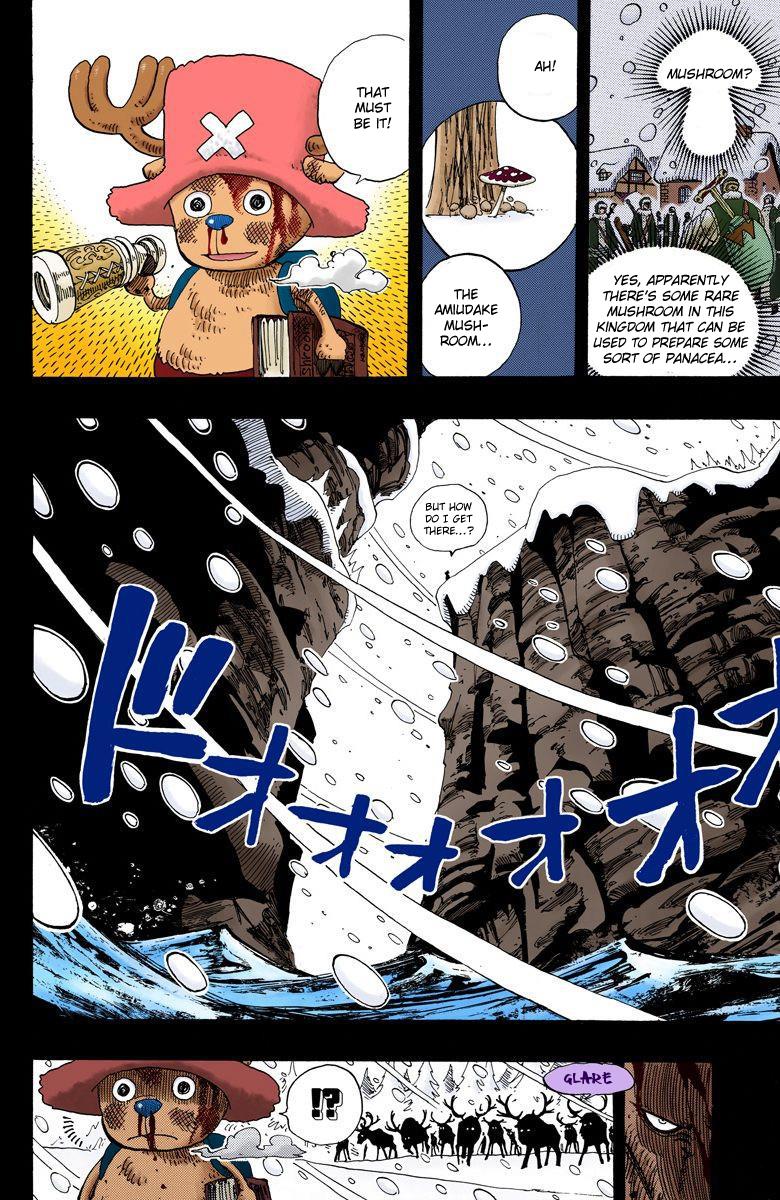 MUSHROOM?
YES, APPARENTLY
THERE'S SOME RARE
MUSHROOM IN THIS
KINGDOM THAT CAN BE
USED TO PREPARE SOME
SORT OF PANACEA...
AH!
THE
AMIUDAKE
MUSH-
ROOM...
THAT
MUST
BE IT!
BUT HOW
DO I GET
THERE...?
ドオオオオオオ
GLARE
!?